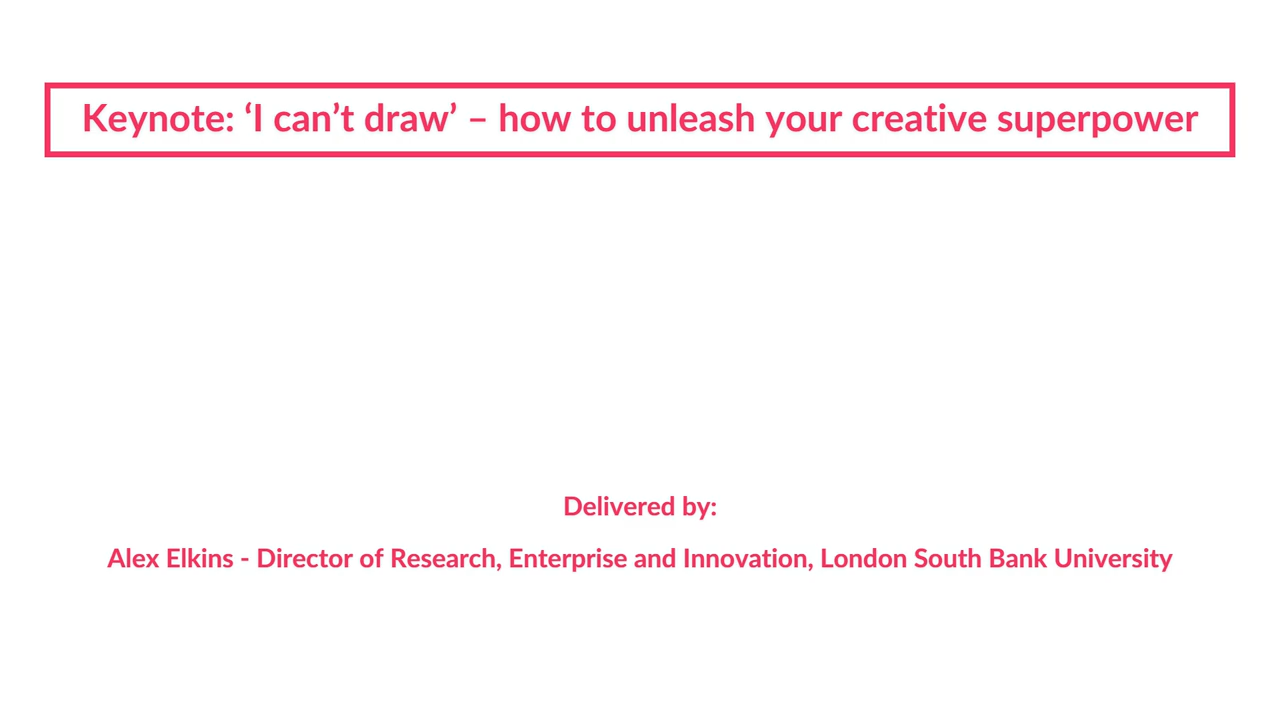 Keynote: ‘I can’t draw’ – how to unleash your creative superpower
Delivered by:
Alex Elkins - Director of Research, Enterprise and Innovation, London South Bank University